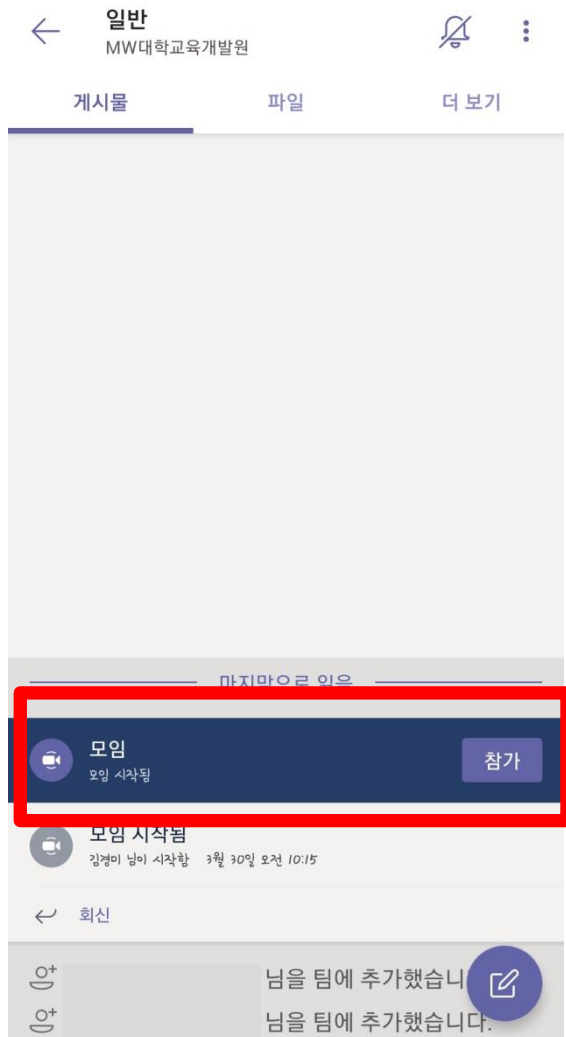 일반
MW대학교육개발원
게시물 파일 더 보기
마지막으로 읽음
모임
모임 시작됨
참가
모임 시작됨
김경미 님이 시작함 3월 30일 오전 10:15
회신
님을 팀에 추가했습니
님을 팀에 추가했습니다.